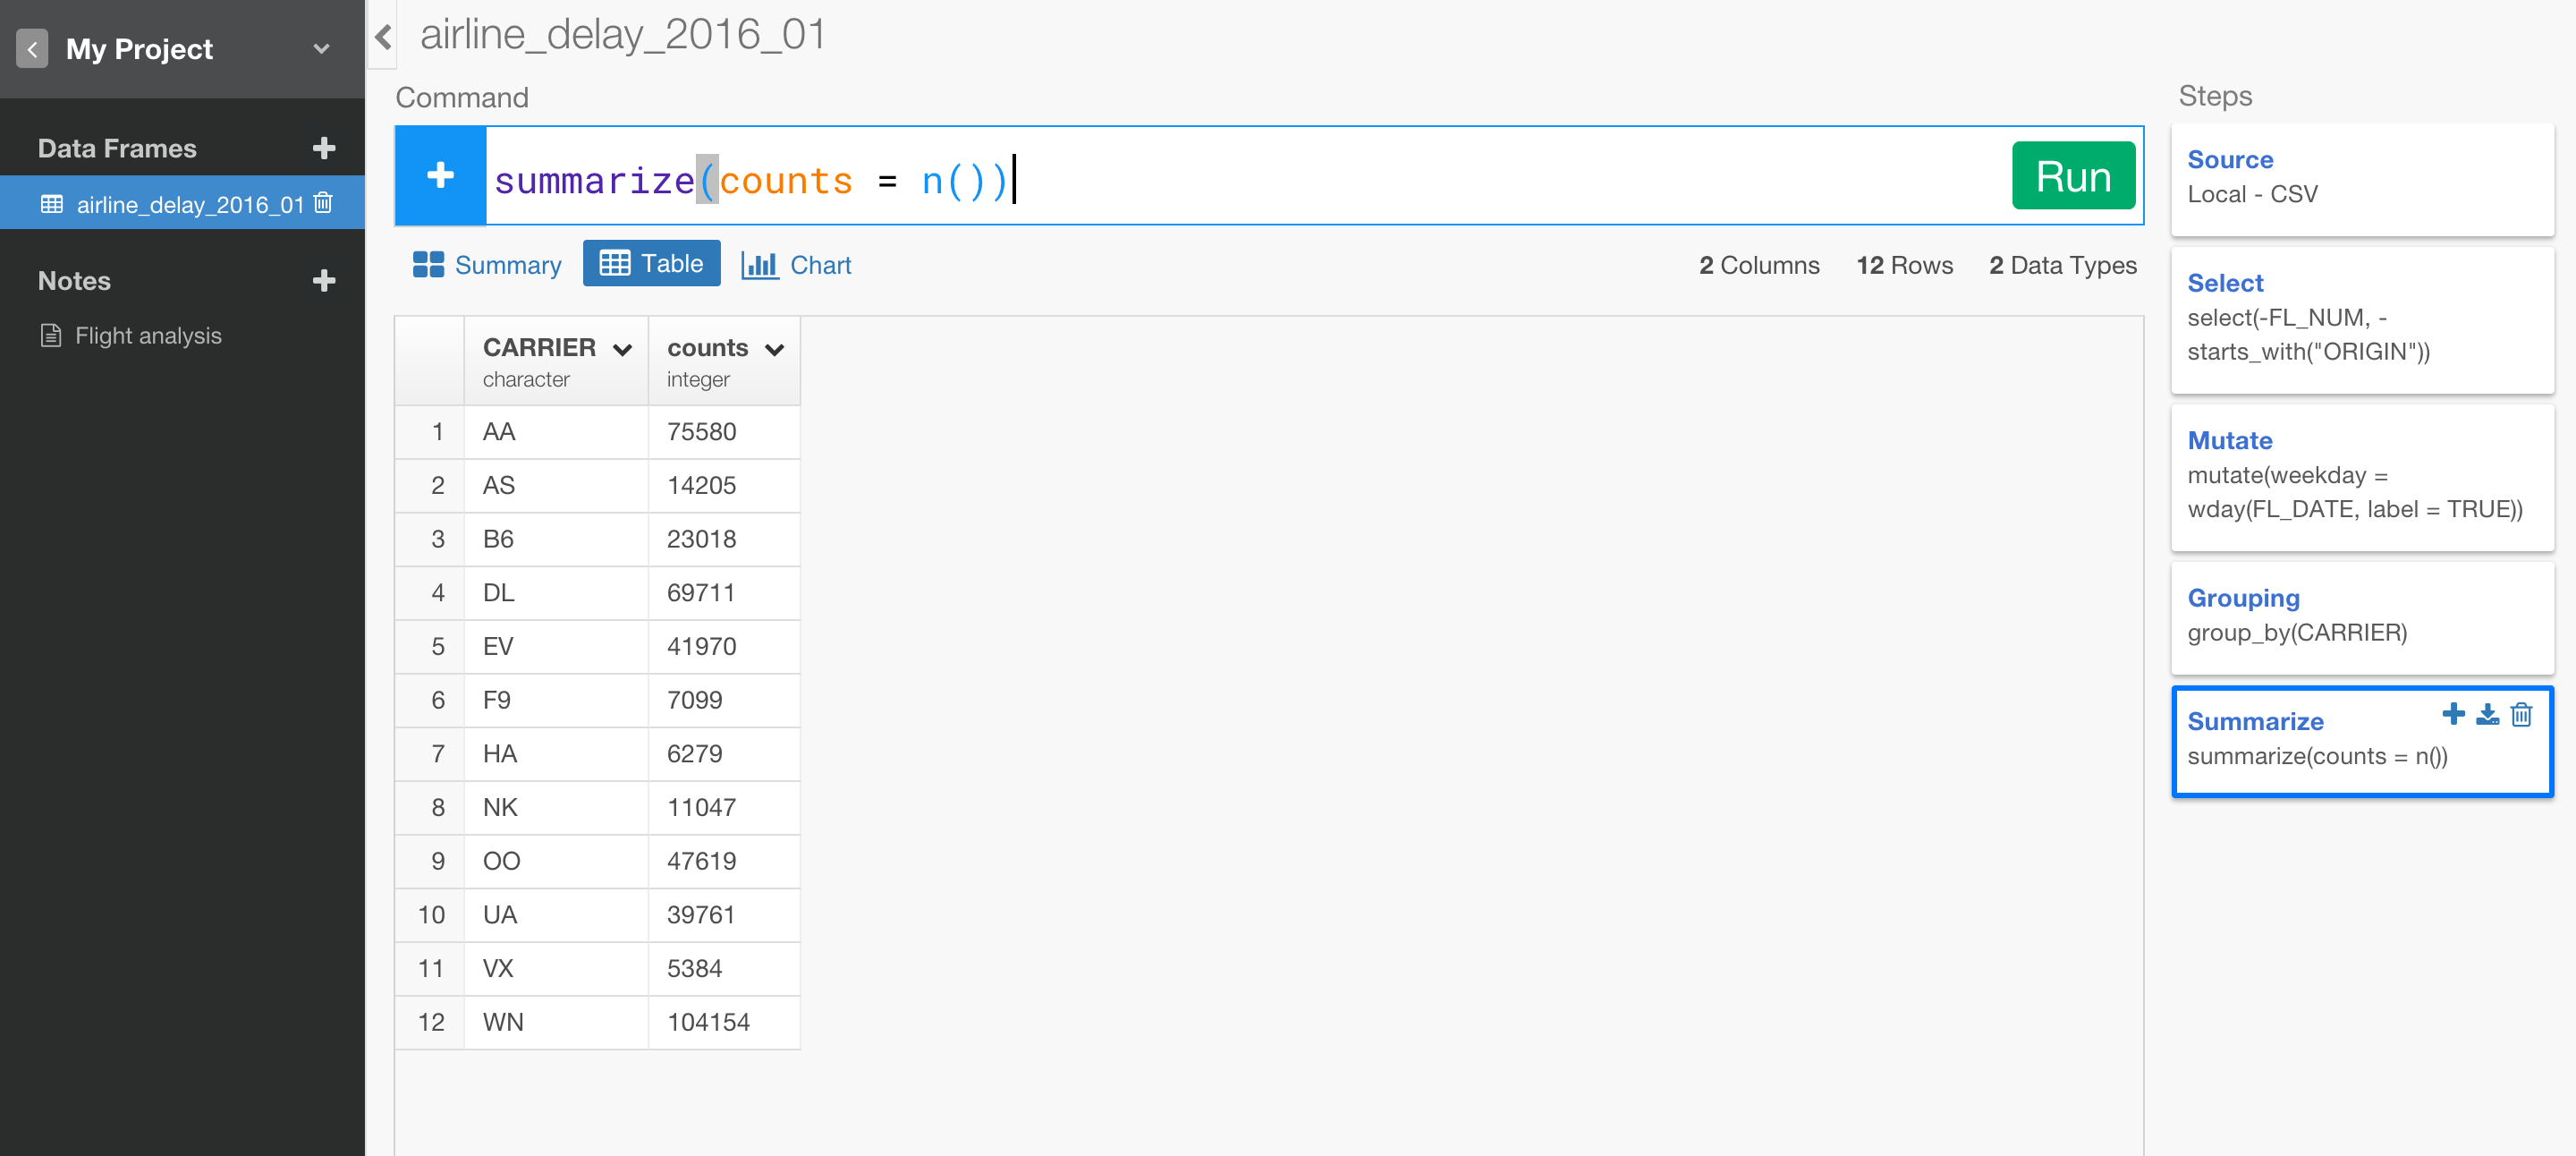 My Project
Data Frames
airline_delay_2016_01
Notes
Flight analysis
airline_delay_2016_01
Command
summarize(counts = n())
Run
Summary Table Chart
2 Columns 12 Rows 2 Data Types
CARRIER counts
character integer
1 AA 75580
2 AS 14205
3 B6 23018
4 DL 69711
5 EV 41970
6 F9 7099
7 HA 6279
8 NK 11047
9 OO 47619
10 UA 39761
11 VX 5384
12 WN 104154
Steps
Source
Local - CSV
Select
select(-FL_NUM, -
starts_with("ORIGIN"))
Mutate
mutate(weekday =
wday(FL_DATE, label = TRUE))
Grouping
group_by(CARRIER)
Summarize
summarize(counts = n())